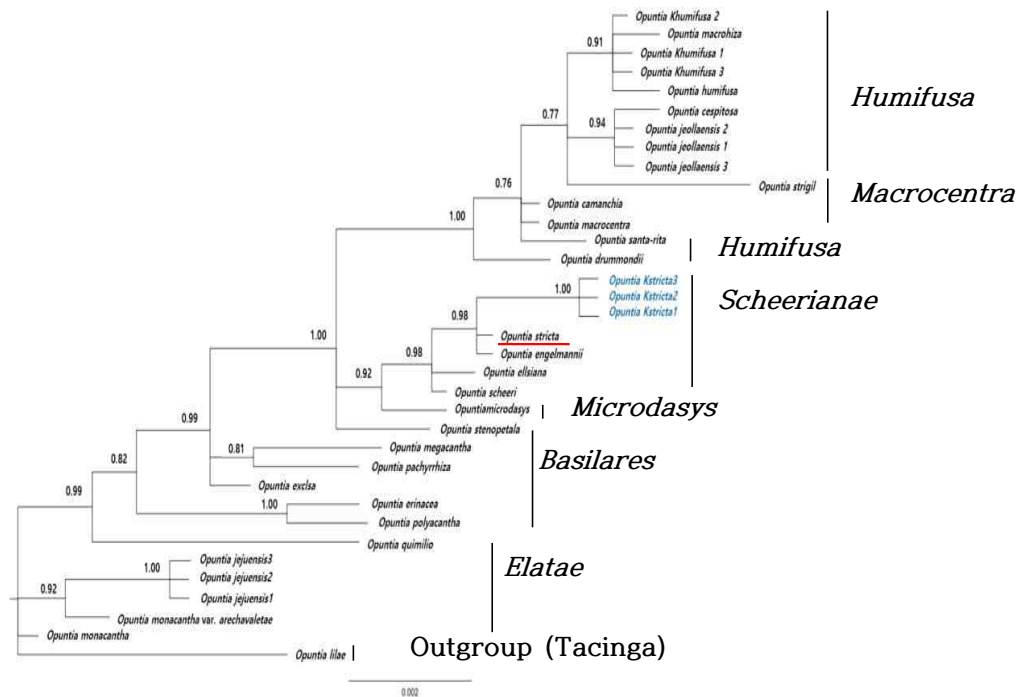 Opuntia Khumifusa 2
0.91
Opuntia macrohiza
Opuntia Khumifusa 1
Opuntia Khumifusa 3
Opuntia humifusa
Humifusa
0.77
Opuntia cespitosa
0.94
Opuntia jeollaensis 2
Opuntia jeollaensis 1
Opuntia jeollaensis 3
0.76
Opuntia strigil
Macrocentra
Opuntia camanchia
1.00
Opuntia macrocentra
Opuntia santa-rita
Humifusa
Opuntia drummondii
1.00
Opuntia Kstricta3
Opuntia Kstricta2
Opuntia Kstricta1
Scheerianae
0.98
1.00
Opuntia stricta
0.98
Opuntia engelmannii
0.92
Opuntia ellsiana
Opuntia scheeri
Opuntiamicrodasys
Microdasys
0.99
Opuntia stenopetala
0.81
Opuntia megacantha
Opuntia pachyrrhiza
Basilares
0.82
Opuntia exclsa
0.99
1.00
Opuntia erinacea
Opuntia polyacantha
Opuntia quimilio
1.00
Opuntia jejuensis3
Opuntia jejuensis2
Opuntia jejuensis1
Elatae
0.92
Opuntia monacantha var. arechavaletae
Opuntia monacantha
Opuntia lilae
Outgroup (Tacinga)
0.002